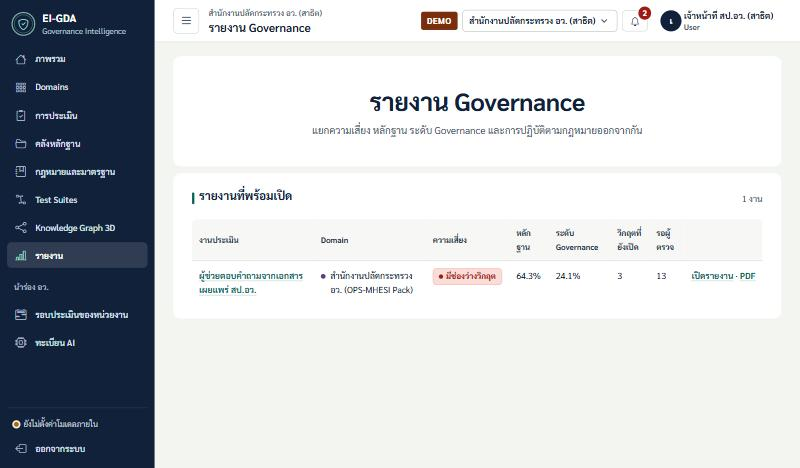 EI-GDA
Governance Intelligence
ภาพรวม
Domains
การประเมิน
คลังหลักฐาน
กฎหมายและมาตรฐาน
Test Suites
Knowledge Graph 3D
รายงาน
นำร่อง อว.
รอบประเมินของหน่วยงาน
ทะเบียน AI
ยังไม่ตั้งค่าโมเดลภายใน
ออกจากระบบ
สำนักงานปลัดกระทรวง อว. (สาธิต)
รายงาน Governance
DEMO
สำนักงานปลัดกระทรวง อว. (สาธิต)
2
เ
เจ้าหน้าที่ สป.อว. (สาธิต)
User
รายงาน Governance
แยกความเสี่ยง หลักฐาน ระดับ Governance และการปฏิบัติตามกฎหมายออกจากกัน
รายงานที่พร้อมเปิด
1 งาน
งานประเมิน
Domain
ความเสี่ยง
หลัก
ฐาน
ระดับ
Governance
วิกฤตที่
ยังเปิด
รอผู้
ตรวจ
ผู้ช่วยตอบคำถามจากเอกสาร
เผยแพร่ สป.อว.
สำนักงานปลัดกระทรวง
อว. (OPS-MHESI Pack)
มีช่องว่างวิกฤต
64.3%
24.1%
3
13
เปิดรายงาน · PDF